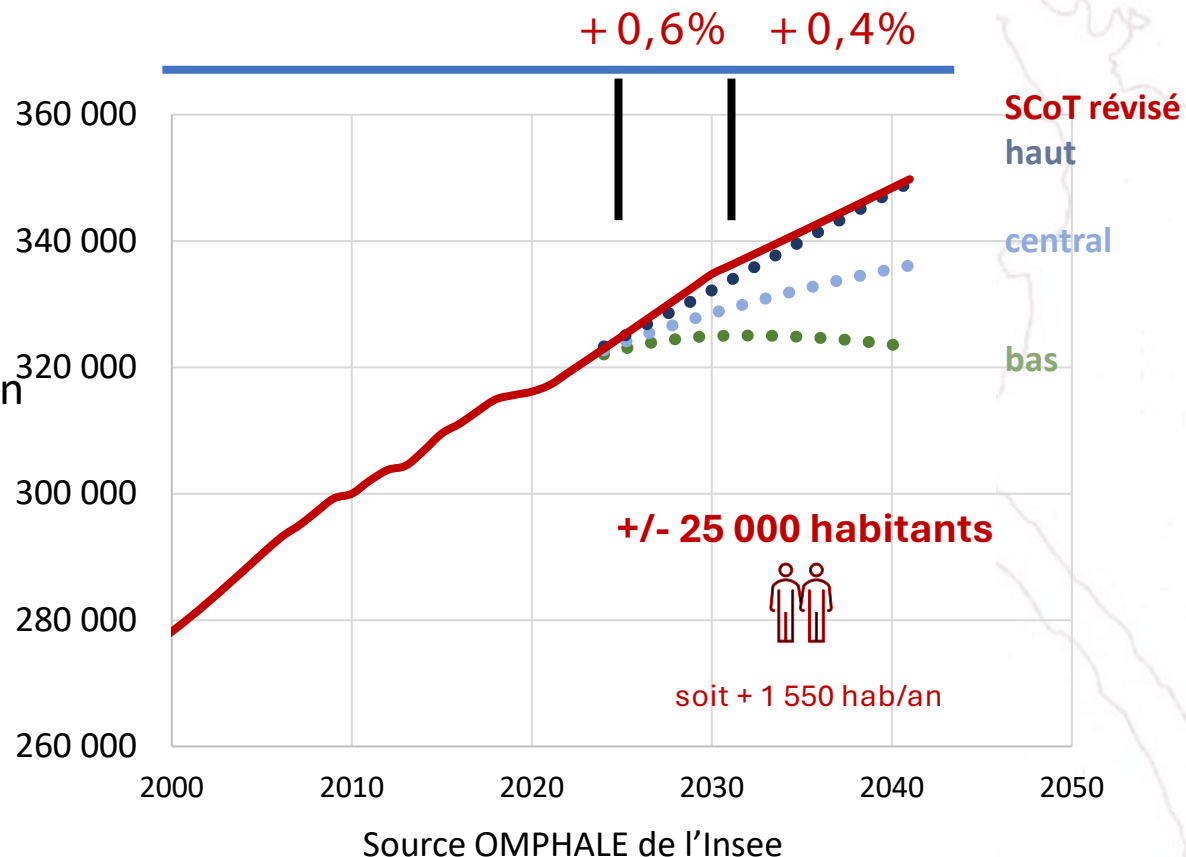 + 0,6% + 0,4%
360 000
SCoT révisé
haut
340 000
central
320 000
bas
n
300 000
+/- 25 000 habitants
280 000
soit + 1 550 hab/an
260 000
2000 2010 2020 2030 2040 2050
Source OMPHALE de l’Insee